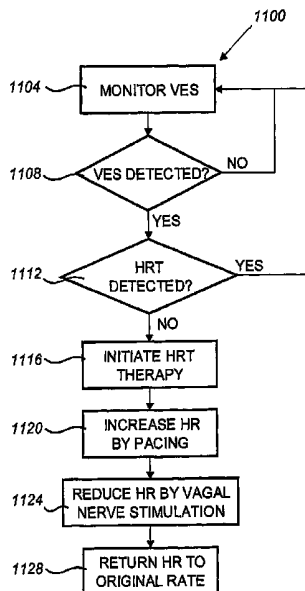 1100
1104
MONITOR VES
1108
VES DETECTED?
NO
YES
1112
HRT
DETECTED?
YES
NO
1116
INITIATE HRT
THERAPY
1120
INCREASE HR
BY PACING
1124
REDUCE HR BY VAGAL
NERVE STIMULATION
1128
RETURN HR TO
ORIGINAL RATE